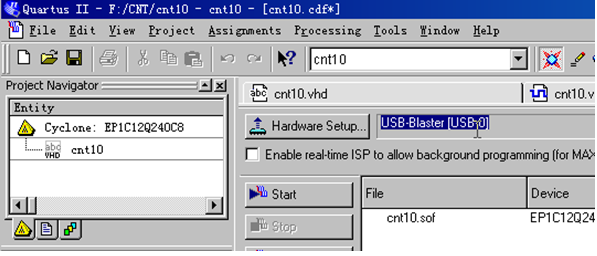 Quartus II - F:/CNT/cnt10 - cnt10 - [cnt10.cdf*]
File Edit View Project Assignments Processing Tools Window Help
cnt10
Project Navigator
Entity
Cyclone: EP1C12Q240C8
cnt10
cnt10.vhd
cnt10.v
Hardware Setup...
USB-Blaster [USB-0]
Enable real-time ISP to allow background programming (for MAX
Start
File Device
cnt10.sof EP1C12Q24
Stop